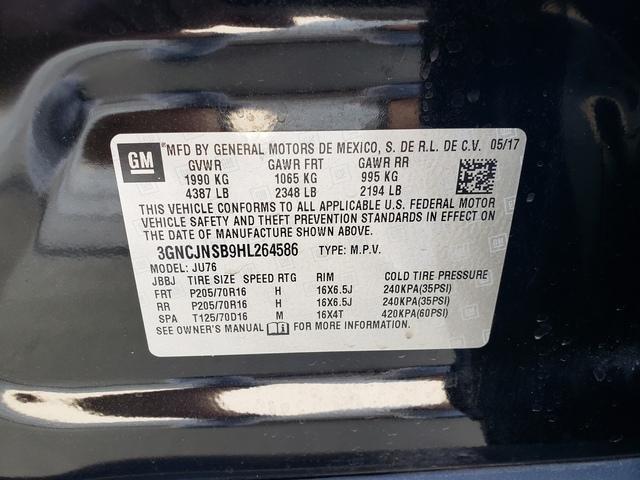 GM
MFD BY GENERAL MOTORS DE MEXICO, S. DE R.L. DE C.V. 05/17
GVWR GAWR FRT GAWR RR
1990 KG 1065 KG 995 KG
4387 LB 2348 LB 2194 LB
THIS VEHICLE CONFORMS TO ALL APPLICABLE U.S. FEDERAL MOTOR
VEHICLE SAFETY AND THEFT PREVENTION STANDARDS IN EFFECT ON
THE DATE OF MANUFACTURE SHOWN ABOVE.
3GNCJNSB9HL264586 TYPE: M.P.V.
MODEL: JU76
JBBJ TIRE SIZE SPEED RTG RIM COLD TIRE PRESSURE
FRT P205/70R16 H 16X6.5J 240KPA(35PSI)
RR P205/70R16 H 16X6.5J 240KPA(35PSI)
SPA T125/70D16 M 16X4T 420KPA(60PSI)
SEE OWNER'S MANUAL FOR MORE INFORMATION.